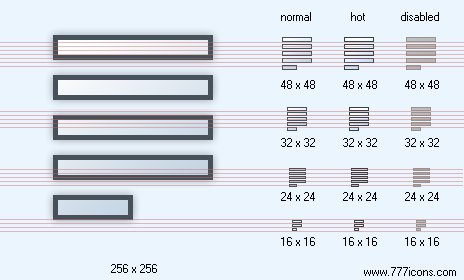 normal hot disabled
48 x 48 48 x 48 48 x 48
32 x 32 32 x 32 32 x 32
24 x 24 24 x 24 24 x 24
16 x 16 16 x 16 16 x 16
256 x 256
www.777icons.com